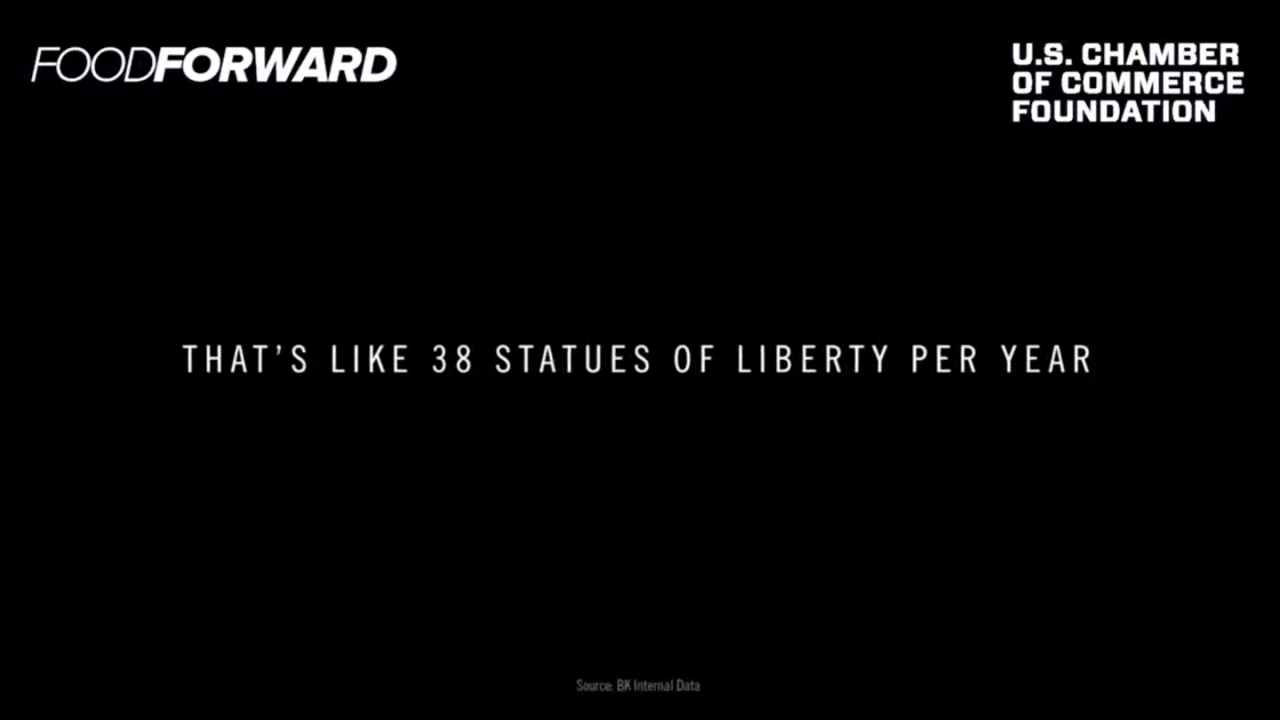 FOODFORWARD
U.S. CHAMBER
OF COMMERCE
FOUNDATION
THAT'S LIKE 38 STATUES OF LIBERTY PER YEAR
Source: BK Internal Data